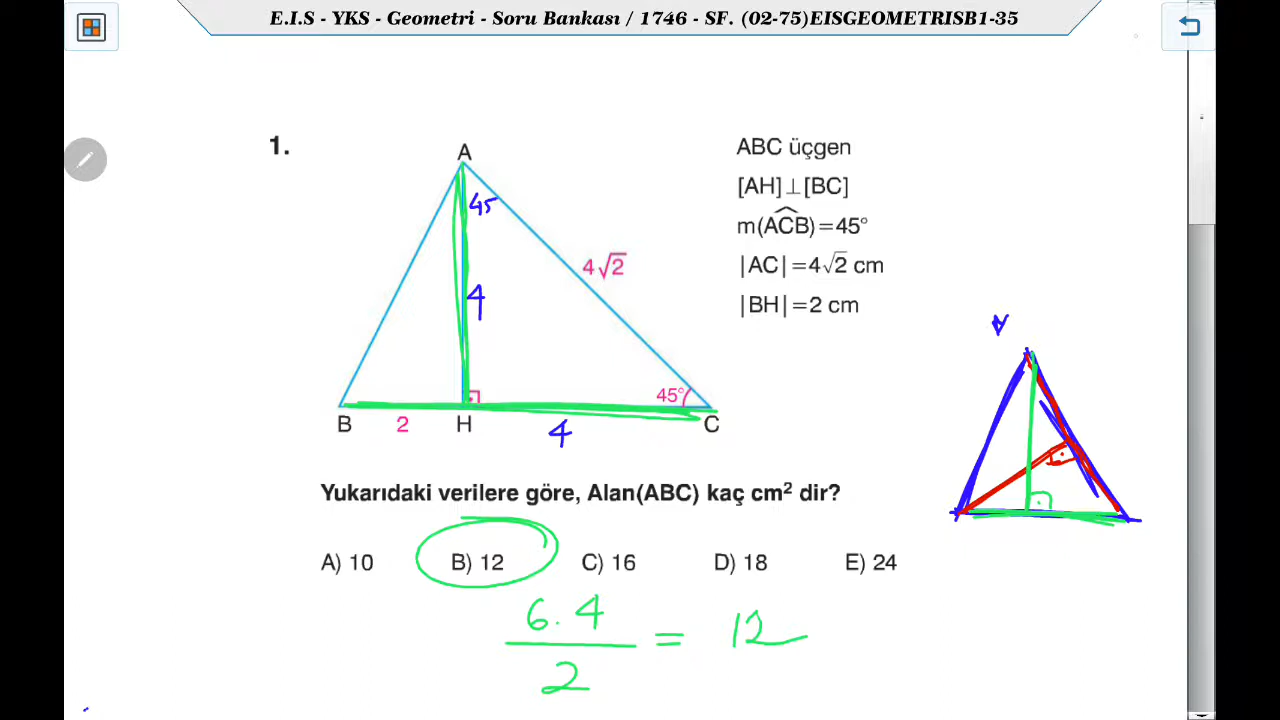 E.I.S - YKS - Geometri - Soru Bankası / 1746 - SF. (02-75)EISGEOMETRISB1-35
1.
A
45
4√2
4
45°
B
2
H
4
C
ABC üçgen
[AH]⊥[BC]
m(ACB)=45°
|AC|=4√2 cm
|BH|=2 cm
A
Yukarıdaki verilere göre, Alan(ABC) kaç cm² dir?
A) 10 B) 12 C) 16 D) 18 E) 24
6.4
2
= 12